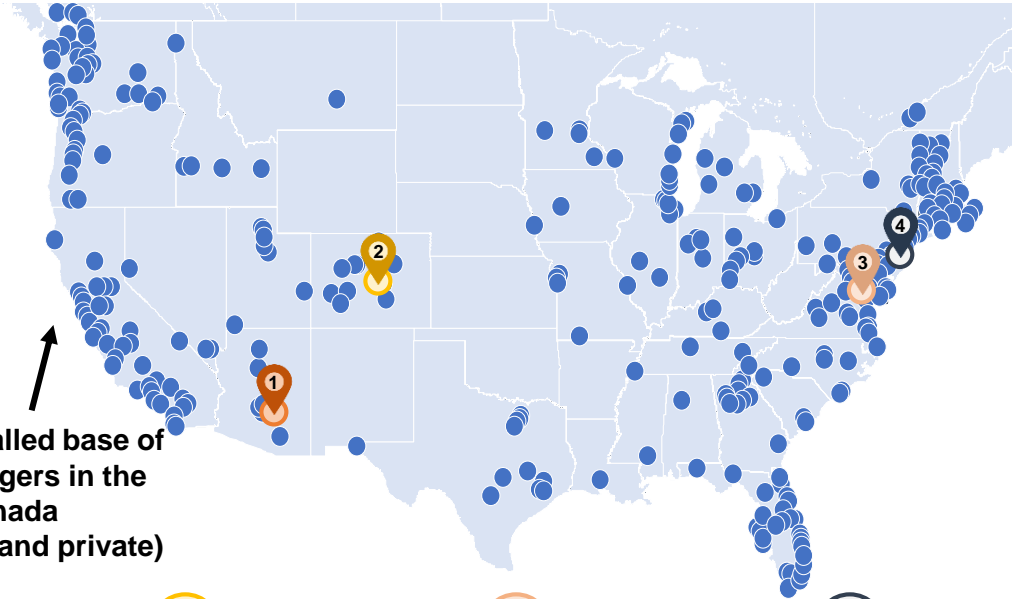 2
4
3
1
alled base of
gers in the
nada
and private)